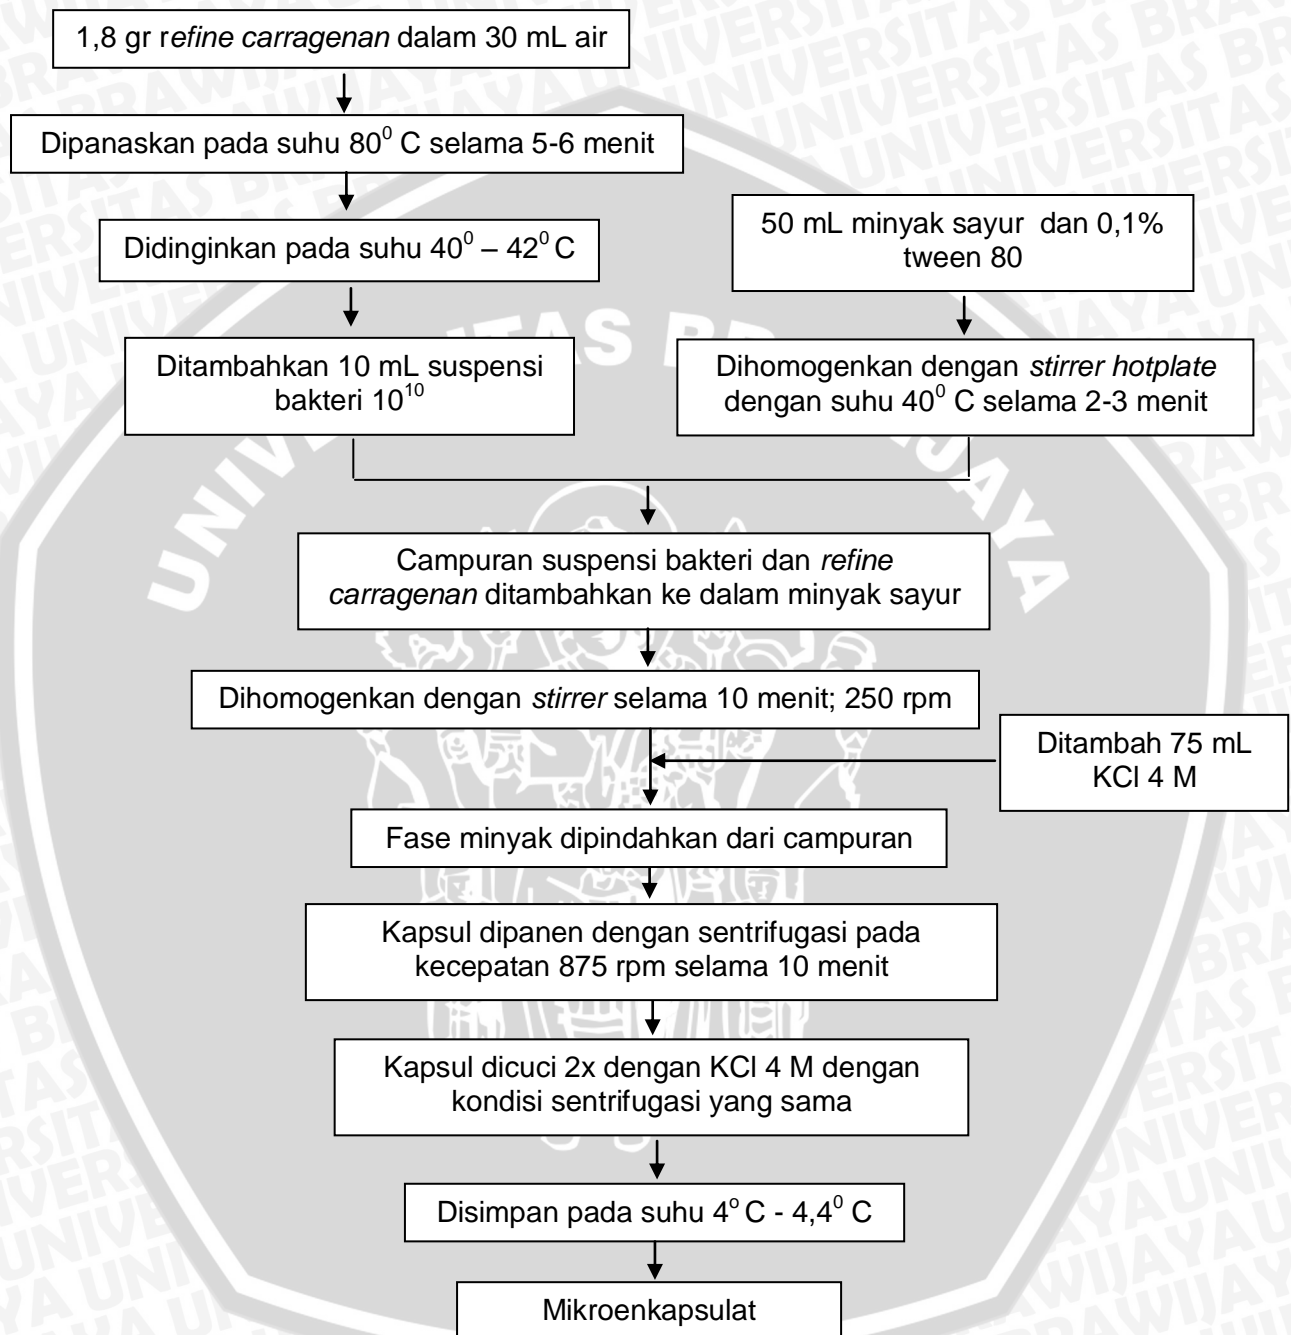 1,8 gr refine carragenan dalam 30 mL air
Dipanaskan pada suhu 80⁰ C selama 5-6 menit
Didinginkan pada suhu 40⁰ – 42⁰ C
50 mL minyak sayur dan 0,1%
tween 80
Ditambahkan 10 mL suspensi
bakteri 10¹⁰
Dihomogenkan dengan stirrer hotplate
dengan suhu 40⁰ C selama 2-3 menit
Campuran suspensi bakteri dan refine
carragenan ditambahkan ke dalam minyak sayur
Dihomogenkan dengan stirrer selama 10 menit; 250 rpm
Ditambah 75 mL
KCl 4 M
Fase minyak dipindahkan dari campuran
Kapsul dipanen dengan sentrifugasi pada
kecepatan 875 rpm selama 10 menit
Kapsul dicuci 2x dengan KCl 4 M dengan
kondisi sentrifugasi yang sama
Disimpan pada suhu 4º C - 4,4⁰ C
Mikroenkapsulat